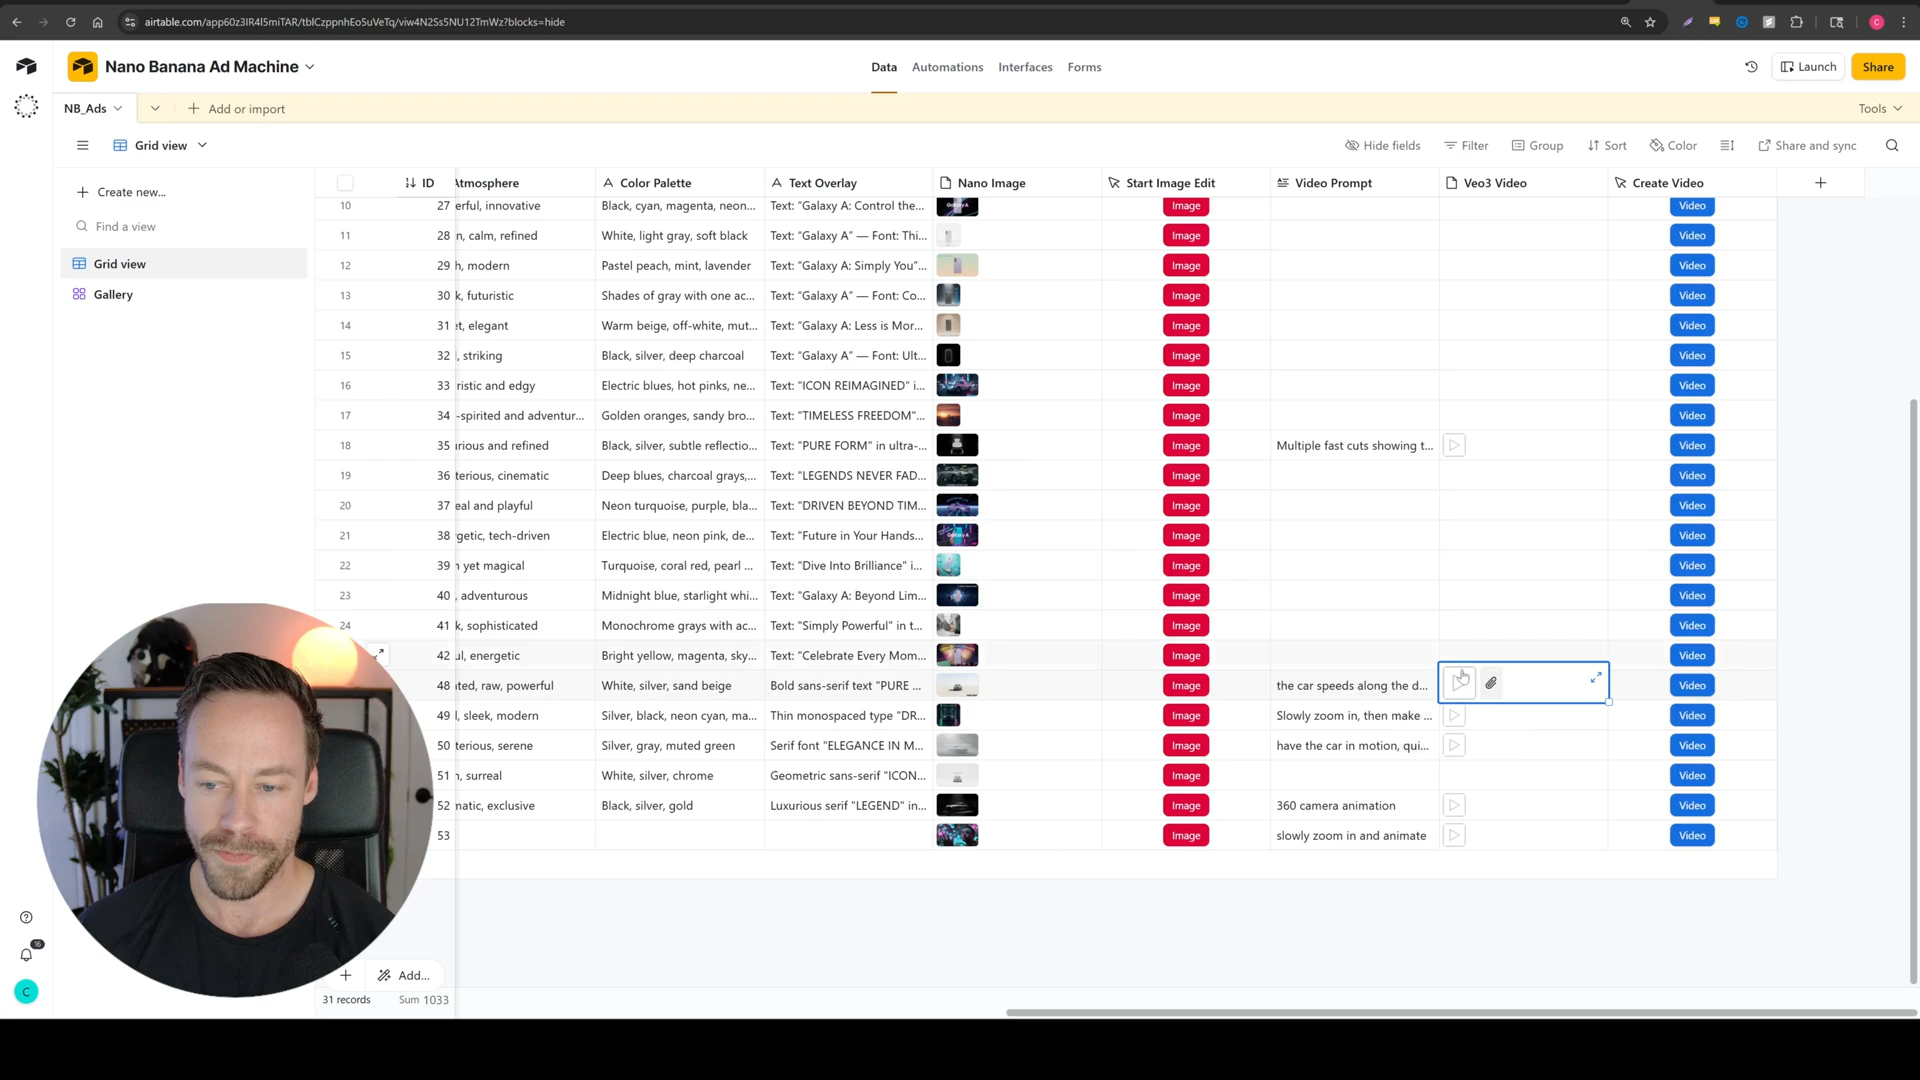 airtable.com/app60z3IR4l5miTAR/tblCzppnhEo5uVeTq/viw4N2Ss5NU12TmWz?blocks=hide
Nano Banana Ad Machine
Data Automations Interfaces Forms
Launch Share
NB_Ads
Add or import
Tools
Grid view
Hide fields Filter Group Sort Color Share and sync
Create new...
Find a view
Grid view
Gallery
ID Atmosphere Color Palette Text Overlay Nano Image Start Image Edit Video Prompt Veo3 Video Create Video
10 27 erful, innovative Black, cyan, magenta, neon... Text: “Galaxy A: Control the... Image Video
11 28 n, calm, refined White, light gray, soft black Text: “Galaxy A” — Font: Thi... Image Video
12 29 h, modern Pastel peach, mint, lavender Text: “Galaxy A: Simply You”... Image Video
13 30 k, futuristic Shades of gray with one ac... Text: “Galaxy A” — Font: Co... Image Video
14 31 et, elegant Warm beige, off-white, mut... Text: “Galaxy A: Less is Mor... Image Video
15 32 l, striking Black, silver, deep charcoal Text: “Galaxy A” — Font: Ult... Image Video
16 33 ristic and edgy Electric blues, hot pinks, ne... Text: "ICON REIMAGINED" i... Image Video
17 34 -spirited and adventur... Golden oranges, sandy bro... Text: "TIMELESS FREEDOM"... Image Video
18 35 urious and refined Black, silver, subtle reflectio... Text: "PURE FORM" in ultra-... Image Multiple fast cuts showing t... Video
19 36 terious, cinematic Deep blues, charcoal grays,... Text: "LEGENDS NEVER FAD... Image Video
20 37 eal and playful Neon turquoise, purple, bla... Text: "DRIVEN BEYOND TIM... Image Video
21 38 rgetic, tech-driven Electric blue, neon pink, de... Text: "Future in Your Hands... Image Video
22 39 n yet magical Turquoise, coral red, pearl ... Text: "Dive Into Brilliance" i... Image Video
23 40 , adventurous Midnight blue, starlight whi... Text: "Galaxy A: Beyond Lim... Image Video
24 41 k, sophisticated Monochrome grays with ac... Text: "Simply Powerful" in t... Image Video
42 ul, energetic Bright yellow, magenta, sky... Text: "Celebrate Every Mom... Image Video
48 ated, raw, powerful White, silver, sand beige Bold sans-serif text "PURE ... Image the car speeds along the d... Video
49 l, sleek, modern Silver, black, neon cyan, ma... Thin monospaced type "DR... Image Slowly zoom in, then make ... Video
50 terious, serene Silver, gray, muted green Serif font "ELEGANCE IN M... Image have the car in motion, qui... Video
51 n, surreal White, silver, chrome Geometric sans-serif "ICON... Image Video
52 matic, exclusive Black, silver, gold Luxurious serif "LEGEND" in... Image 360 camera animation Video
53 Image slowly zoom in and animate Video
16
C
Add...
31 records Sum 1033